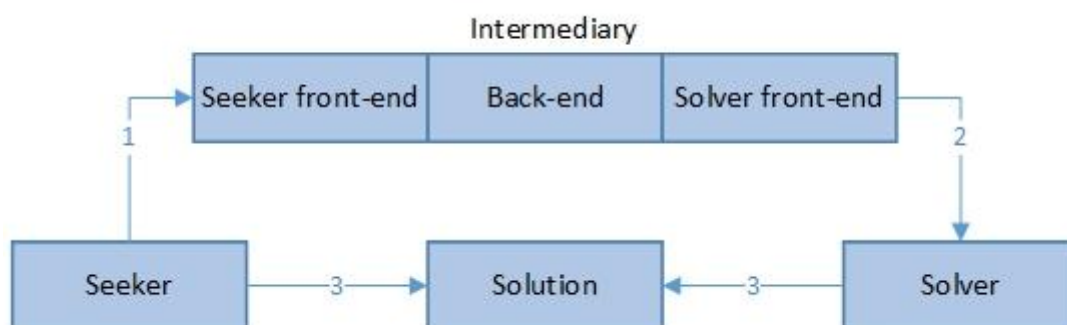 Intermediary
Seeker front-end
Back-end
Solver front-end
1
2
Seeker
3
Solution
3
Solver